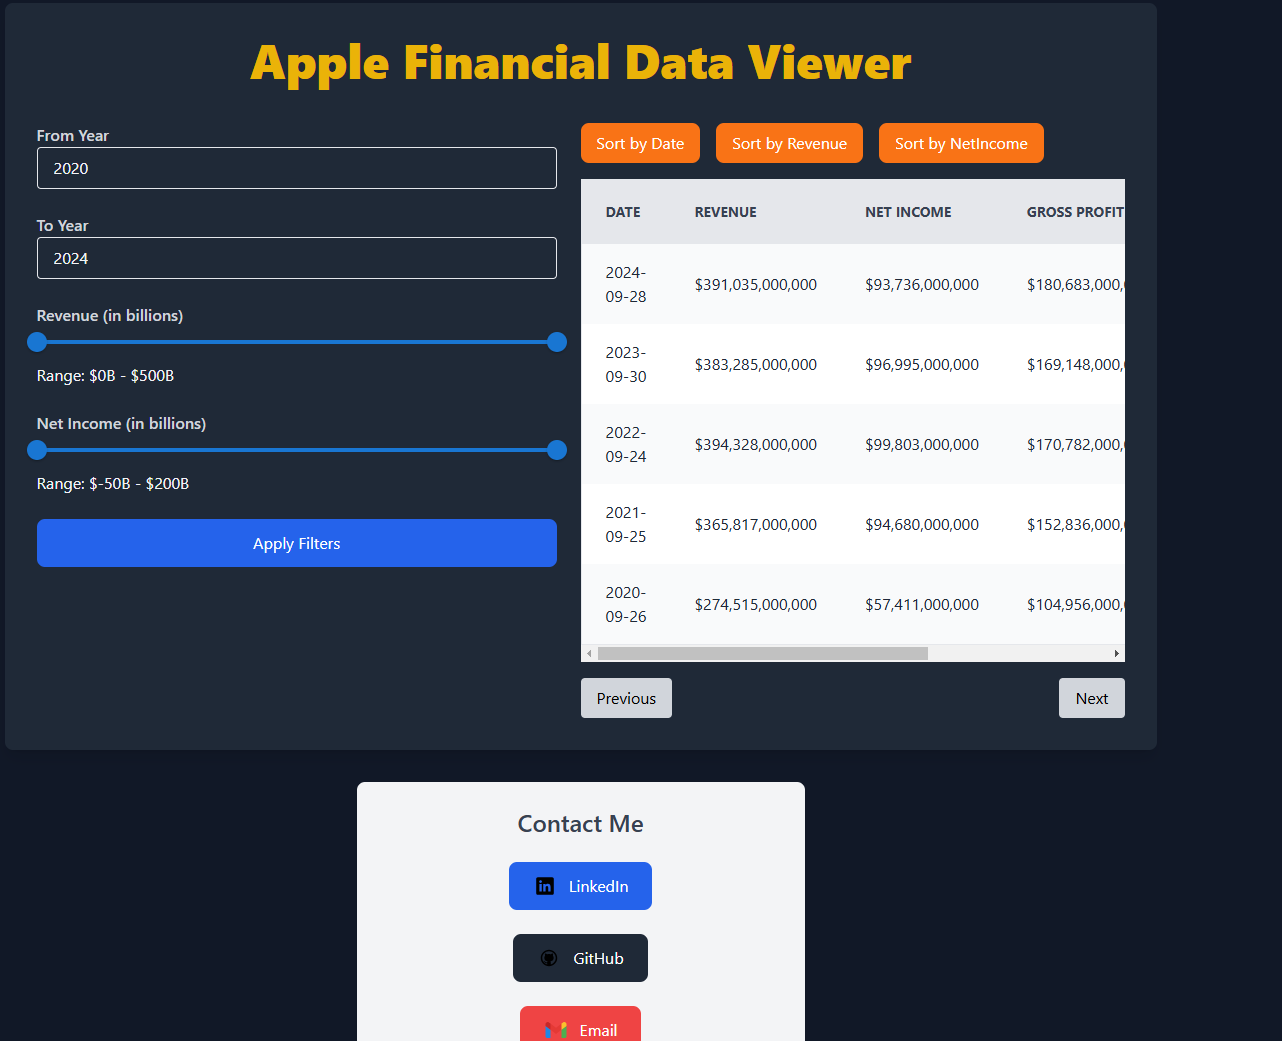 Apple Financial Data Viewer
From Year
2020
To Year
2024
Revenue (in billions)
Range: $0B - $500B
Net Income (in billions)
Range: $-50B - $200B
Apply Filters
Sort by Date Sort by Revenue Sort by NetIncome
DATE REVENUE NET INCOME GROSS PROFIT
2024-
09-28 $391,035,000,000 $93,736,000,000 $180,683,000,
2023-
09-30 $383,285,000,000 $96,995,000,000 $169,148,000,
2022-
09-24 $394,328,000,000 $99,803,000,000 $170,782,000,
2021-
09-25 $365,817,000,000 $94,680,000,000 $152,836,000,
2020-
09-26 $274,515,000,000 $57,411,000,000 $104,956,000,
Previous Next
Contact Me
LinkedIn
GitHub
Email